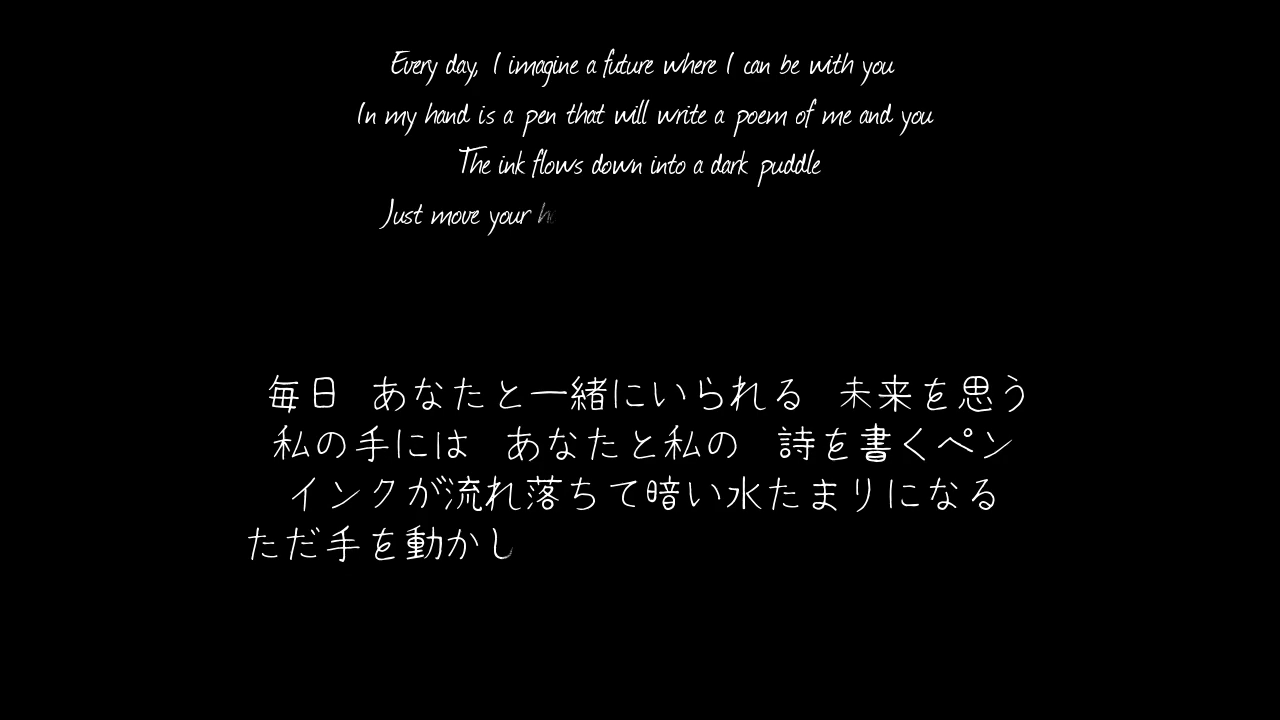 Every day, I imagine a future where I can be with you
In my hand is a pen that will write a poem of me and you
The ink flows down into a dark puddle
Just move your
毎日 あなたと一緒にいられる 未来を思う
私の手には あなたと私の 詩を書くペン
インクが流れ落ちて暗い水たまりになる
ただ手を動かし